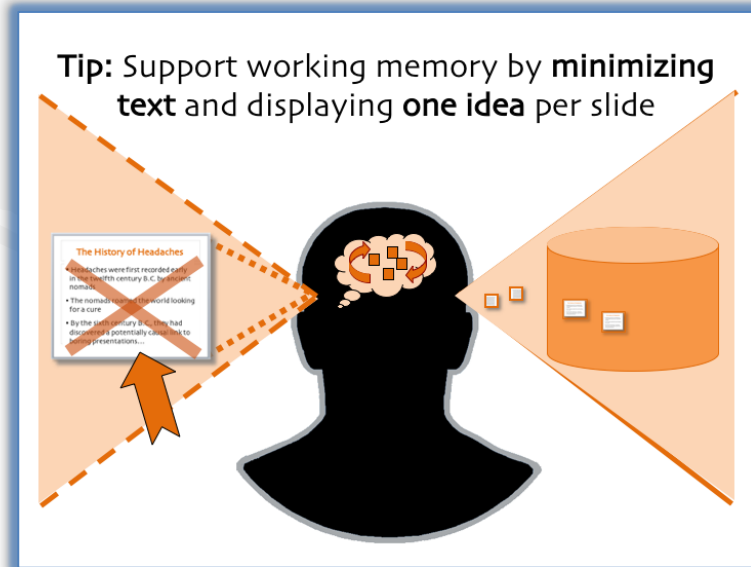 Tip: Support working memory by minimizing
text and displaying one idea per slide
The History of Headaches
• Headaches were first recorded early
in the twelfth century B.C. by ancient
nomads
• The nomads roamed the world looking
for a cure
• By the sixth century B.C., they had
discovered a potentially causal link to
boring presentations…